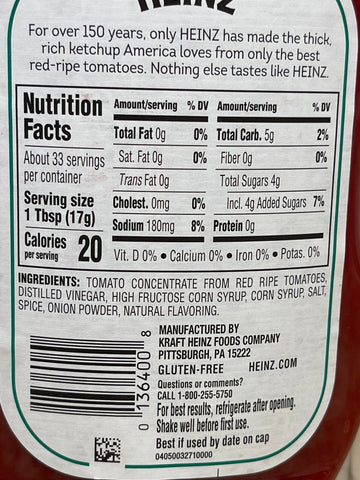 HEINZ
For over 150 years, only HEINZ has made the thick,
rich ketchup America loves from only the best
red-ripe tomatoes. Nothing else tastes like HEINZ.
Nutrition
Facts
About 33 servings
per container
Serving size
1 Tbsp (17g)
Calories 20
per serving
Amount/serving % DV
Total Fat 0g 0%
Sat. Fat 0g 0%
Trans Fat 0g
Cholest. 0mg 0%
Sodium 180mg 8%
Amount/serving % DV
Total Carb. 5g 2%
Fiber 0g 0%
Total Sugars 4g
Incl. 4g Added Sugars 7%
Protein 0g
Vit. D 0% • Calcium 0% • Iron 0% • Potas. 0%
INGREDIENTS: TOMATO CONCENTRATE FROM RED RIPE TOMATOES,
DISTILLED VINEGAR, HIGH FRUCTOSE CORN SYRUP, CORN SYRUP, SALT,
SPICE, ONION POWDER, NATURAL FLAVORING.
0 136400 8
MANUFACTURED BY
KRAFT HEINZ FOODS COMPANY
PITTSBURGH, PA 15222
GLUTEN-FREE HEINZ.COM
Questions or comments?
CALL 1-800-255-5750
For best results, refrigerate after opening.
Shake well before first use.
Best if used by date on cap
04050032710000